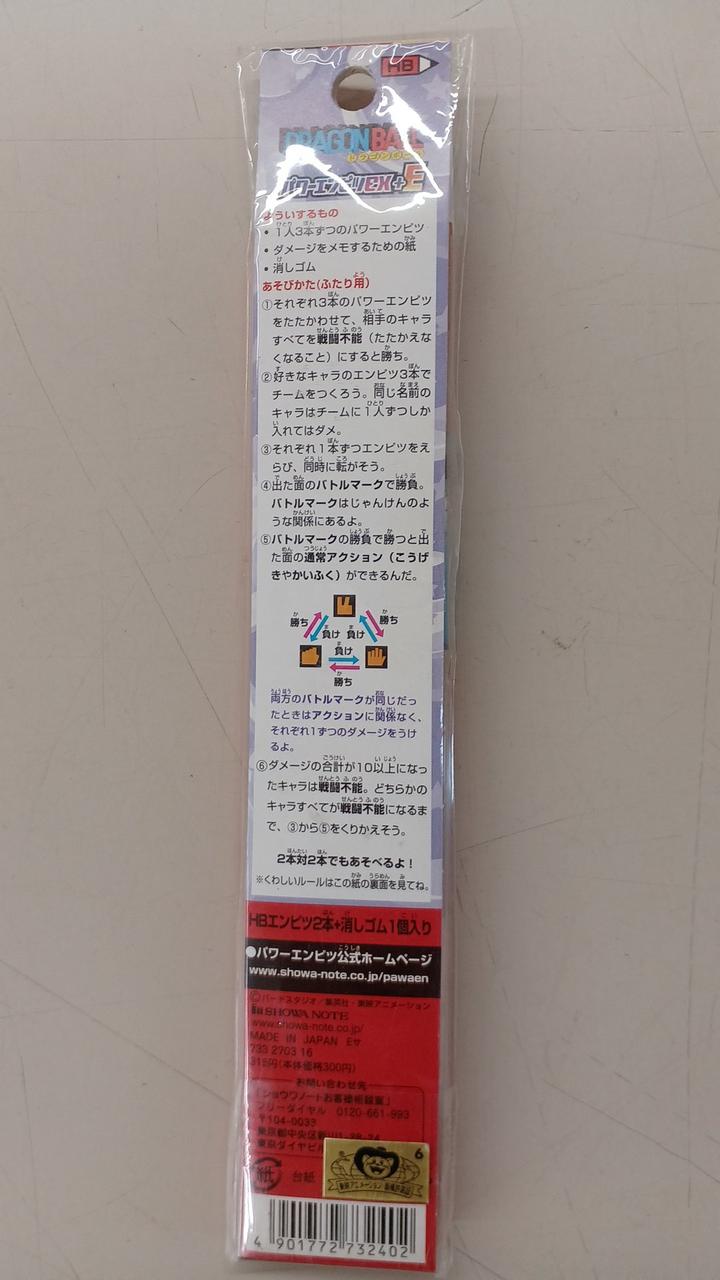 HB
DRAGON BALL
ドラゴンボール
パワーエンピツex+E
よういするもの
• 1人3本ずつのパワーエンピツ
• ダメージをメモするための紙
• 消しゴム
あそびかた(ふたり用)
①それぞれ3本のパワーエンピツ
をたたかわせて、相手のキャラ
すべてを戦闘不能（たたかえな
くなること）にすると勝ち。
②好きなキャラのエンピツ3本で
チームをつくろう。同じ名前の
キャラはチームに1人ずつしか
入れてはダメ。
③それぞれ1本ずつエンピツをえ
らび、同時に転がそう。
④出た面のバトルマークで勝負。
バトルマークはじゃんけんのよ
うな関係にあるよ。
⑤バトルマークの勝負で勝つと出
た面の通常アクション（こうげ
きやかいふく）ができるんだ。
勝ち 負け 負け 勝ち
負け
勝ち
両方のバトルマークが同じだっ
たときはアクションに関係なく、
それぞれ1ずつのダメージをうけ
るよ。
⑥ダメージの合計が10以上になっ
たキャラは戦闘不能。どちらかの
キャラすべてが戦闘不能になるま
で、③から⑤をくりかえそう。
2本対2本でもあそべるよ！
※くわしいルールはこの紙の裏面を見てね。
HBエンピツ2本+消しゴム1個入り
●パワーエンピツ公式ホームページ
www.showa-note.co.jp/pawaen
©バードスタジオ／集英社・東映アニメーション
SHOWA NOTE
www.showa-note.co.jp/
MADE IN JAPAN Eサ
733 2703 16
315円(本体価格300円)
お問い合わせ先
「ショウワノートお客様相談室」
フリーダイヤル 0120-661-993
〒104-0033
東京都中央区新川1-28-24
東京ダイヤビル
紙 台紙
6
東映アニメーション
4 901772 732402